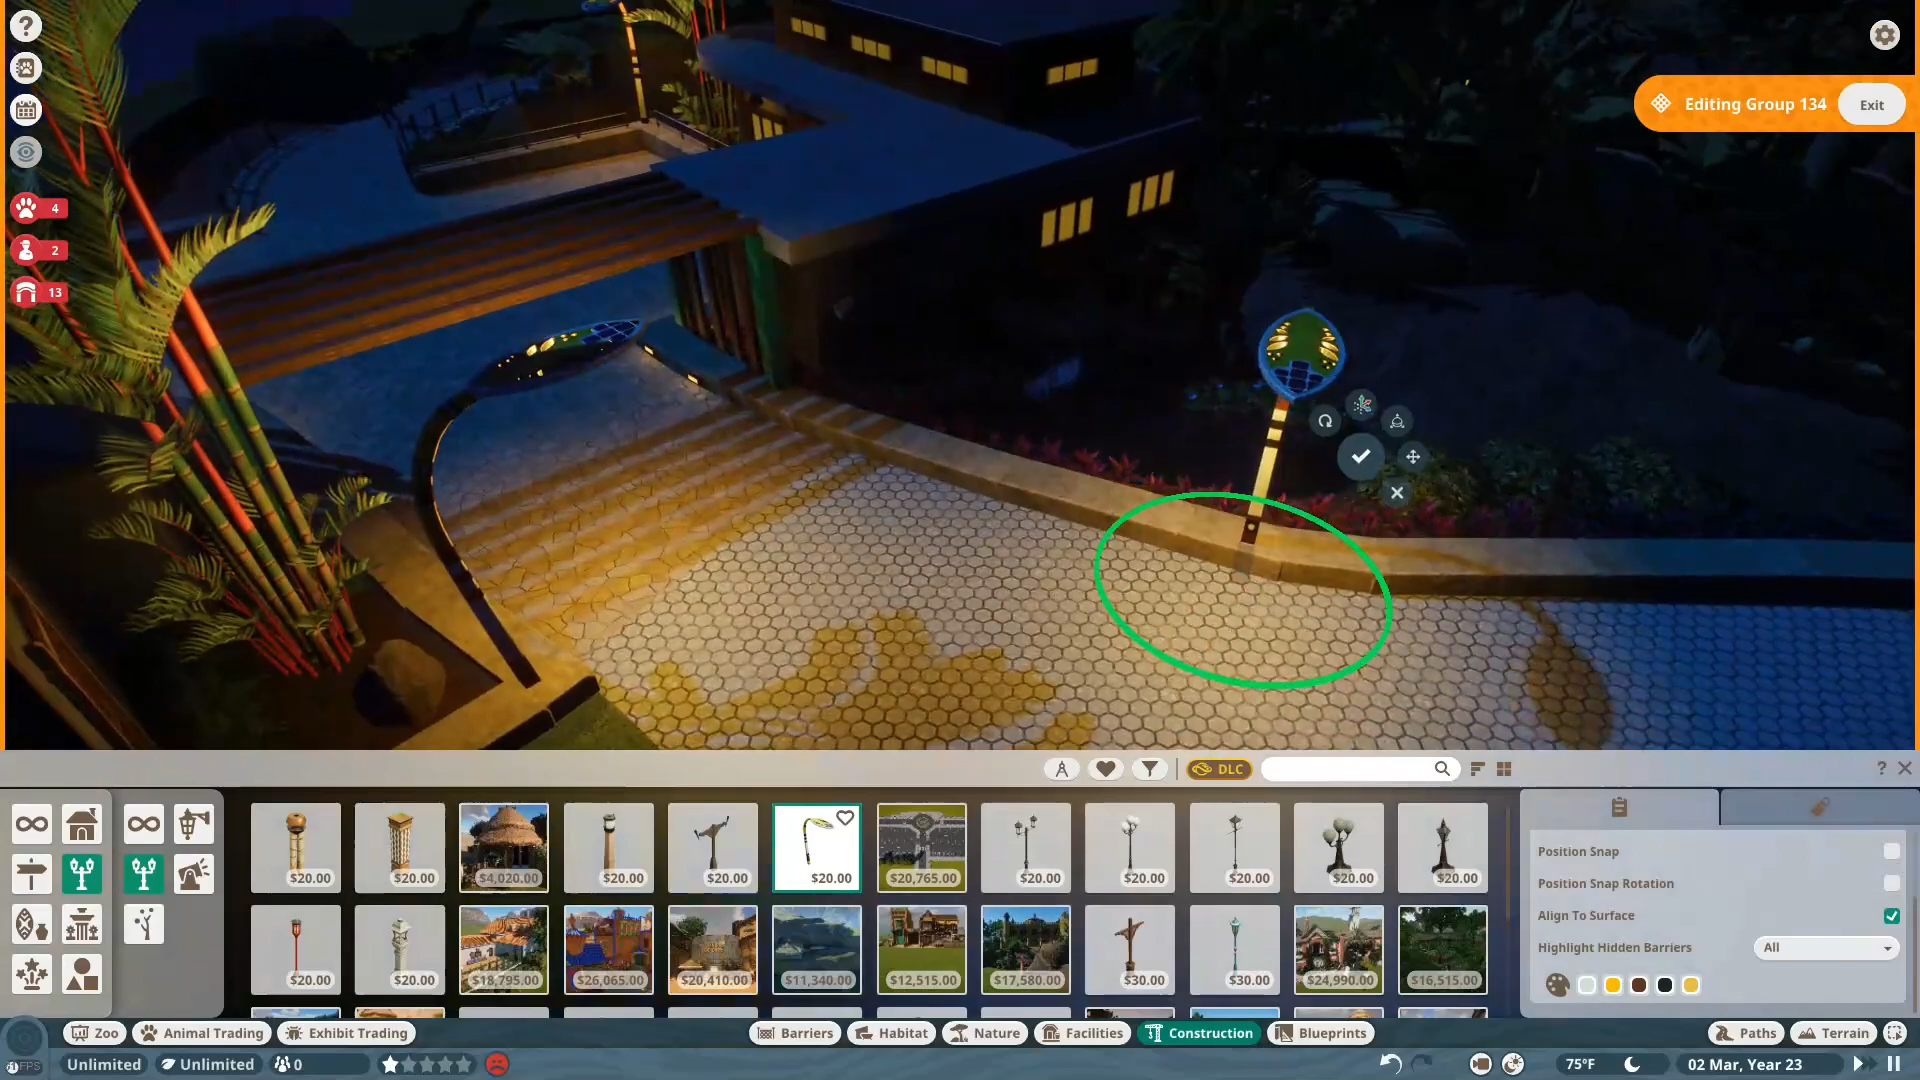 ?
Editing Group 134
Exit
4
2
13
DLC
?
$20.00
$20.00
$4,020.00
$20.00
$20.00
$20.00
$20,765.00
$20.00
$20.00
$20.00
$20.00
$20.00
$20.00
$20.00
$18,795.00
$26,065.00
$20,410.00
$11,340.00
$12,515.00
$17,580.00
$30.00
$30.00
$24,990.00
$16,515.00
Position Snap
Position Snap Rotation
Align To Surface
Highlight Hidden Barriers
All
Zoo
Animal Trading
Exhibit Trading
Barriers
Habitat
Nature
Facilities
Construction
Blueprints
Paths
Terrain
FPS
Unlimited
Unlimited
0
75°F
02 Mar, Year 23